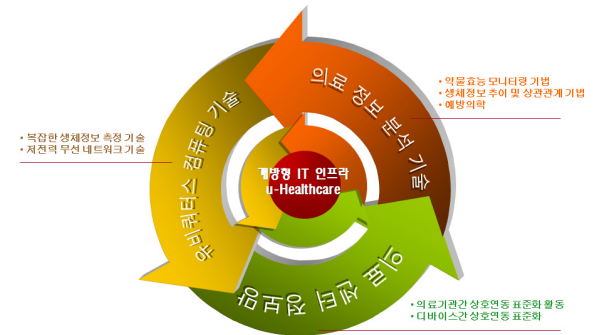 의료 정보 분석 기술
• 약물효능 모니터링 기법
• 생체정보 추이 및 상관관계 기법
• 예방의학
유비쿼터스 컴퓨팅 기술
• 복잡한 생체정보 측정 기술
• 저전력 무선 네트워크 기술
개방형 IT 인프라
u-Healthcare
의료 센터 정보망
• 의료기관간 상호연동 표준화 활동
• 디바이스간 상호연동 표준화